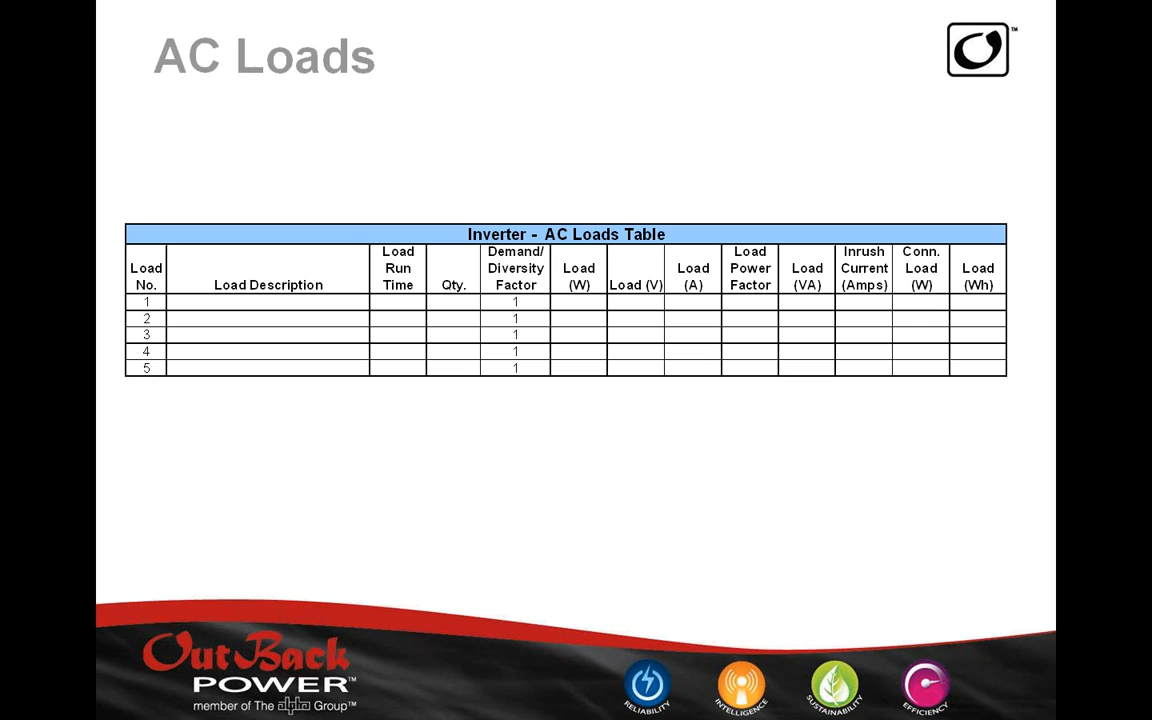 AC Loads
™
Inverter - AC Loads Table
Load No. Load Description Load Run Time Qty. Demand/ Diversity Factor Load (W) Load (V) Load (A) Load Power Factor Load (VA) Inrush Current (Amps) Conn. Load (W) Load (Wh)
1 1
2 1
3 1
4 1
5 1
OutBack
POWER™
member of The alpha Group™
RELIABILITY
INTELLIGENCE
SUSTAINABILITY
EFFICIENCY